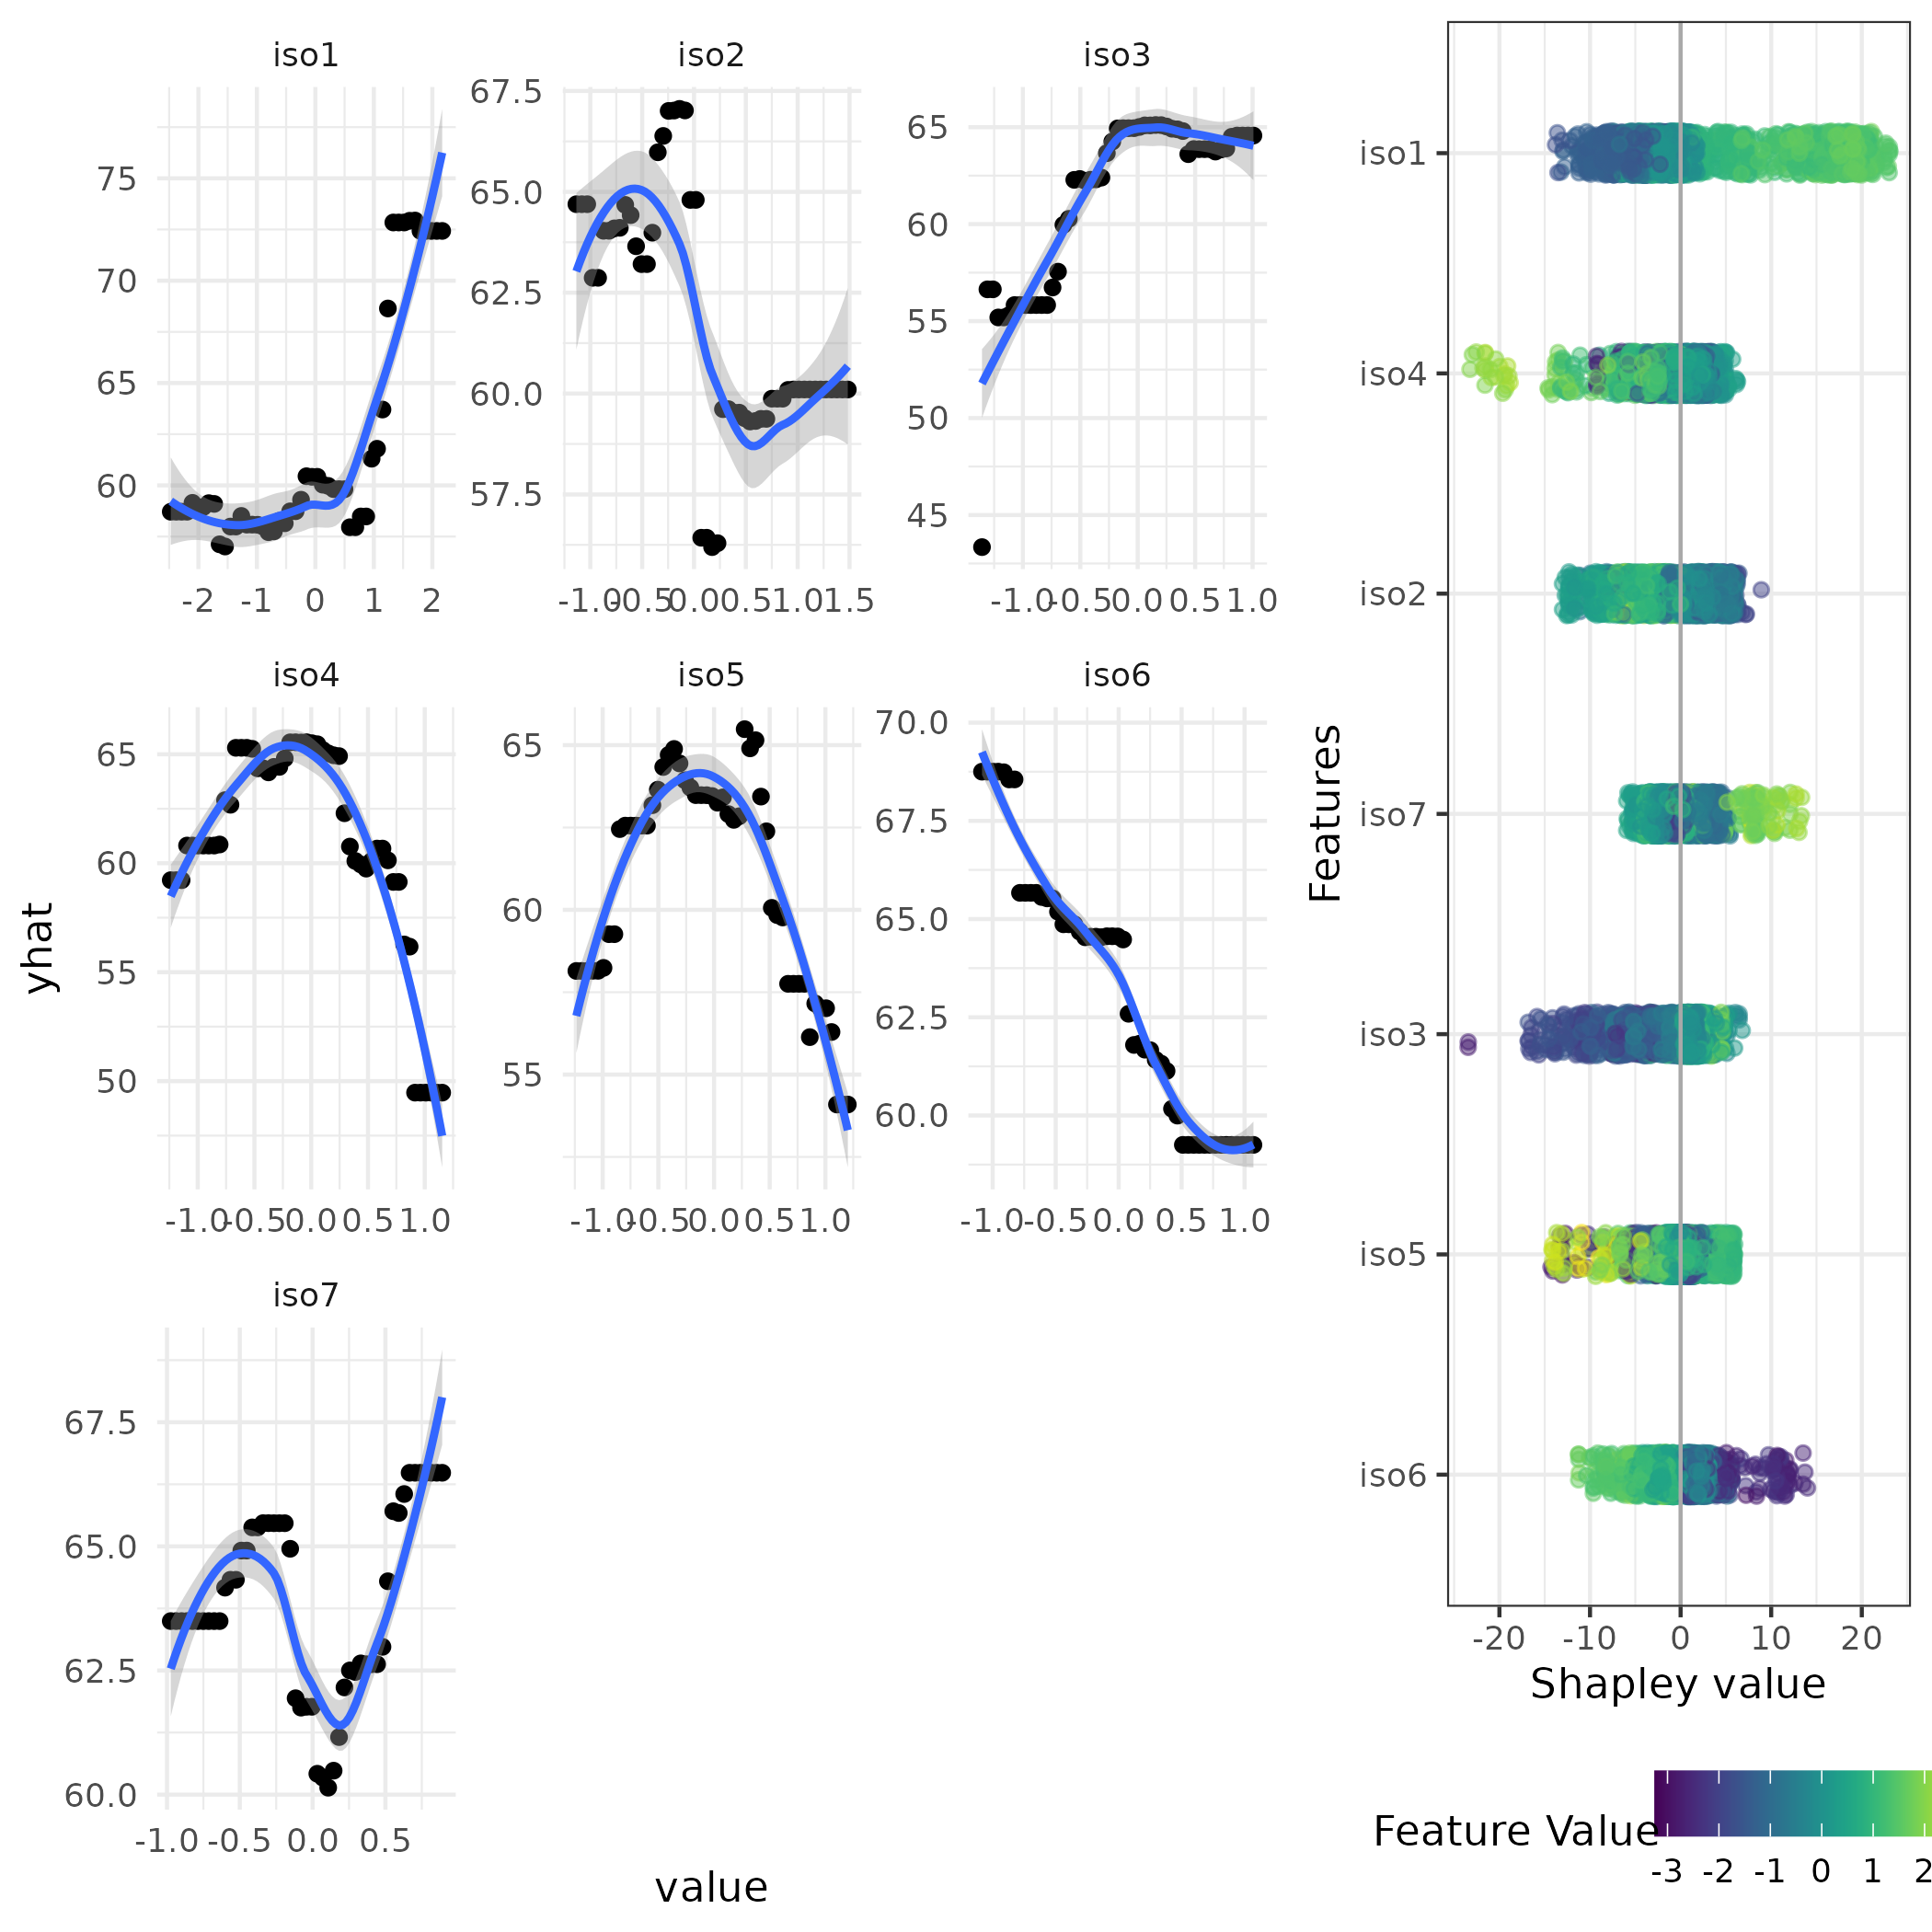 iso1
iso2
iso3
75
70
65
60
67.5
65.0
62.5
60.0
57.5
65
60
55
50
45
-2 -1 0 1 2
-1.0 -0.5 0.0 0.5 1.0 1.5
-1.0 -0.5 0.0 0.5 1.0
iso4
iso5
iso6
65
60
55
50
65
60
55
70.0
67.5
65.0
62.5
60.0
-1.0 -0.5 0.0 0.5 1.0
-1.0 -0.5 0.0 0.5 1.0
-1.0 -0.5 0.0 0.5 1.0
iso7
67.5
65.0
62.5
60.0
-1.0 -0.5 0.0 0.5
yhat
value
Features
iso1
iso4
iso2
iso7
iso3
iso5
iso6
-20 -10 0 10 20
Shapley value
Feature Value
-3 -2 -1 0 1 2